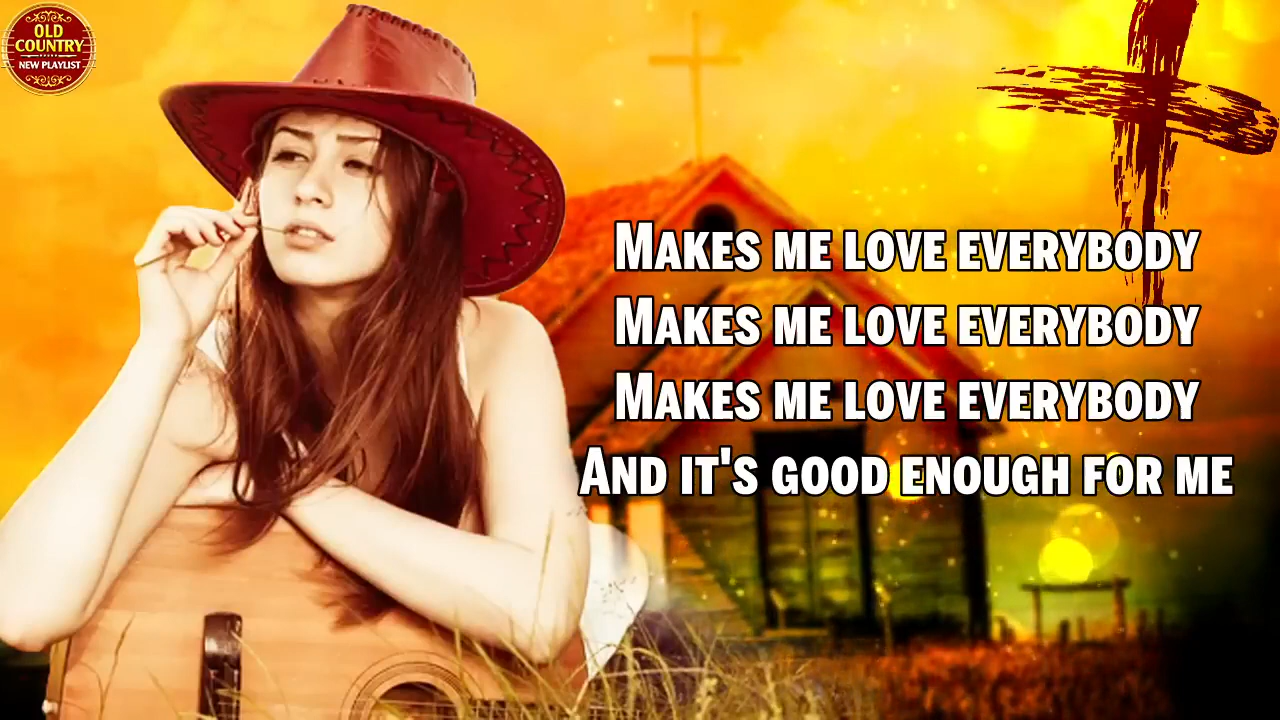 OLD
COUNTRY
NEW PLAYLIST
MAKES ME LOVE EVERYBODY
MAKES ME LOVE EVERYBODY
MAKES ME LOVE EVERYBODY
AND IT'S GOOD ENOUGH FOR ME